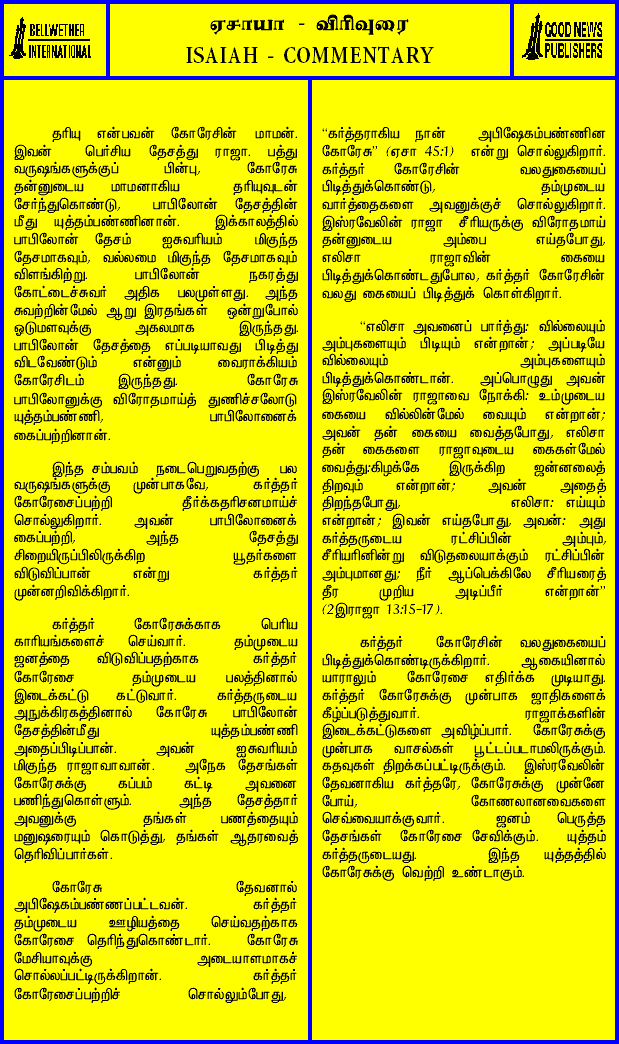 BELLWETHER
INTERNATIONAL
ஏசாயா - விரிவுரை
ISAIAH - COMMENTARY
GOOD NEWS
PUBLISHERS
தரியு என்பவன் கோரேசின் மாமன்.
இவன் பெர்சிய தேசத்து ராஜா. பத்து
வருஷங்களுக்குப் பின்பு, கோரேசு
தன்னுடைய மாமனாகிய தரியுவுடன்
சேர்ந்துகொண்டு, பாபிலோன் தேசத்தின்
மீது யுத்தம்பண்ணினான். இக்காலத்தில்
பாபிலோன் தேசம் ஐசுவரியம் மிகுந்த
தேசமாகவும், வல்லமை மிகுந்த தேசமாகவும்
விளங்கிற்று. பாபிலோன் நகரத்து
கோட்டைச்சுவர் அதிக பலமுள்ளது. அந்த
சுவற்றின்மேல் ஆறு இரதங்கள் ஒன்றுபோல்
ஓடுமளவுக்கு அகலமாக இருந்தது.
பாபிலோன் தேசத்தை எப்படியாவது பிடித்து
விடவேண்டும் என்னும் வைராக்கியம்
கோரேசிடம் இருந்தது. கோரேசு
பாபிலோனுக்கு விரோதமாய்த் துணிச்சலோடு
யுத்தம்பண்ணி, பாபிலோனைக்
கைப்பற்றினான்.
இந்த சம்பவம் நடைபெறுவதற்கு பல
வருஷங்களுக்கு முன்பாகவே, கர்த்தர்
கோரேசைப்பற்றி தீர்க்கதரிசனமாய்ச்
சொல்லுகிறார். அவன் பாபிலோனைக்
கைப்பற்றி, அந்த தேசத்து
சிறையிருப்பிலிருக்கிற யூதர்களை
விடுவிப்பான் என்று கர்த்தர்
முன்னறிவிக்கிறார்.
கர்த்தர் கோரேசுக்காக பெரிய
காரியங்களைச் செய்வார். தம்முடைய
ஜனத்தை விடுவிப்பதற்காக கர்த்தர்
கோரேசை தம்முடைய பலத்தினால்
இடைக்கட்டு கட்டுவார். கர்த்தருடைய
அநுக்கிரகத்தினால் கோரேசு பாபிலோன்
தேசத்தின்மீது யுத்தம்பண்ணி
அதைப்பிடிப்பான். அவன் ஐசுவரியம்
மிகுந்த ராஜாவாவான். அநேக தேசங்கள்
கோரேசுக்கு கப்பம் கட்டி அவனை
பணிந்துகொள்ளும். அந்த தேசத்தார்
அவனுக்கு தங்கள் பணத்தையும்
மனுஷரையும் கொடுத்து, தங்கள் ஆதரவைத்
தெரிவிப்பார்கள்.
கோரேசு தேவனால்
அபிஷேகம்பண்ணப்பட்டவன். கர்த்தர்
தம்முடைய ஊழியத்தை செய்வதற்காக
கோரேசை தெரிந்துகொண்டார். கோரேசு
மேசியாவுக்கு அடையாளமாகச்
சொல்லப்பட்டிருக்கிறான். கர்த்தர்
கோரேசைப்பற்றிச் சொல்லும்போது,
“கர்த்தராகிய நான் அபிஷேகம்பண்ணின
கோரேசு” (ஏசா 45:1) என்று சொல்லுகிறார்.
கர்த்தர் கோரேசின் வலதுகையைப்
பிடித்துக்கொண்டு, தம்முடைய
வார்த்தைகளை அவனுக்குச் சொல்லுகிறார்.
இஸ்ரவேலின் ராஜா சீரியருக்கு விரோதமாய்
தன்னுடைய அம்பை எய்தபோது,
எலிசா ராஜாவின் கையை
பிடித்துக்கொண்டதுபோல, கர்த்தர் கோரேசின்
வலது கையைப் பிடித்துக் கொள்கிறார்.
“எலிசா அவனைப் பார்த்து: வில்லையும்
அம்புகளையும் பிடியும் என்றான்; அப்படியே
வில்லையும் அம்புகளையும்
பிடித்துக்கொண்டான். அப்பொழுது அவன்
இஸ்ரவேலின் ராஜாவை நோக்கி: உம்முடைய
கையை வில்லின்மேல் வையும் என்றான்;
அவன் தன் கையை வைத்தபோது, எலிசா
தன் கைகளை ராஜாவுடைய கைகள்மேல்
வைத்து:கிழக்கே இருக்கிற ஜன்னலைத்
திறவும் என்றான்; அவன் அதைத்
திறந்தபோது, எலிசா: எய்யும்
என்றான்; இவன் எய்தபோது, அவன்: அது
கர்த்தருடைய ரட்சிப்பின் அம்பும்,
சீரியரினின்று விடுதலையாக்கும் ரட்சிப்பின்
அம்புமானது; நீர் ஆப்பெக்கிலே சீரியரைத்
தீர முறிய அடிப்பீர் என்றான்”
(2இராஜா 13:15-17).
கர்த்தர் கோரேசின் வலதுகையைப்
பிடித்துக்கொண்டிருக்கிறார். ஆகையினால்
யாராலும் கோரேசை எதிர்க்க முடியாது.
கர்த்தர் கோரேசுக்கு முன்பாக ஜாதிகளைக்
கீழ்ப்படுத்துவார். ராஜாக்களின்
இடைக்கட்டுகளை அவிழ்ப்பார். கோரேசுக்கு
முன்பாக வாசல்கள் பூட்டப்படாமலிருக்கும்.
கதவுகள் திறக்கப்பட்டிருக்கும். இஸ்ரவேலின்
தேவனாகிய கர்த்தரே, கோரேசுக்கு முன்னே
போய், கோணலானவைகளை
செவ்வையாக்குவார். ஜனம் பெருத்த
தேசங்கள் கோரேசை சேவிக்கும். யுத்தம்
கர்த்தருடையது. இந்த யுத்தத்தில்
கோரேசுக்கு வெற்றி உண்டாகும்.